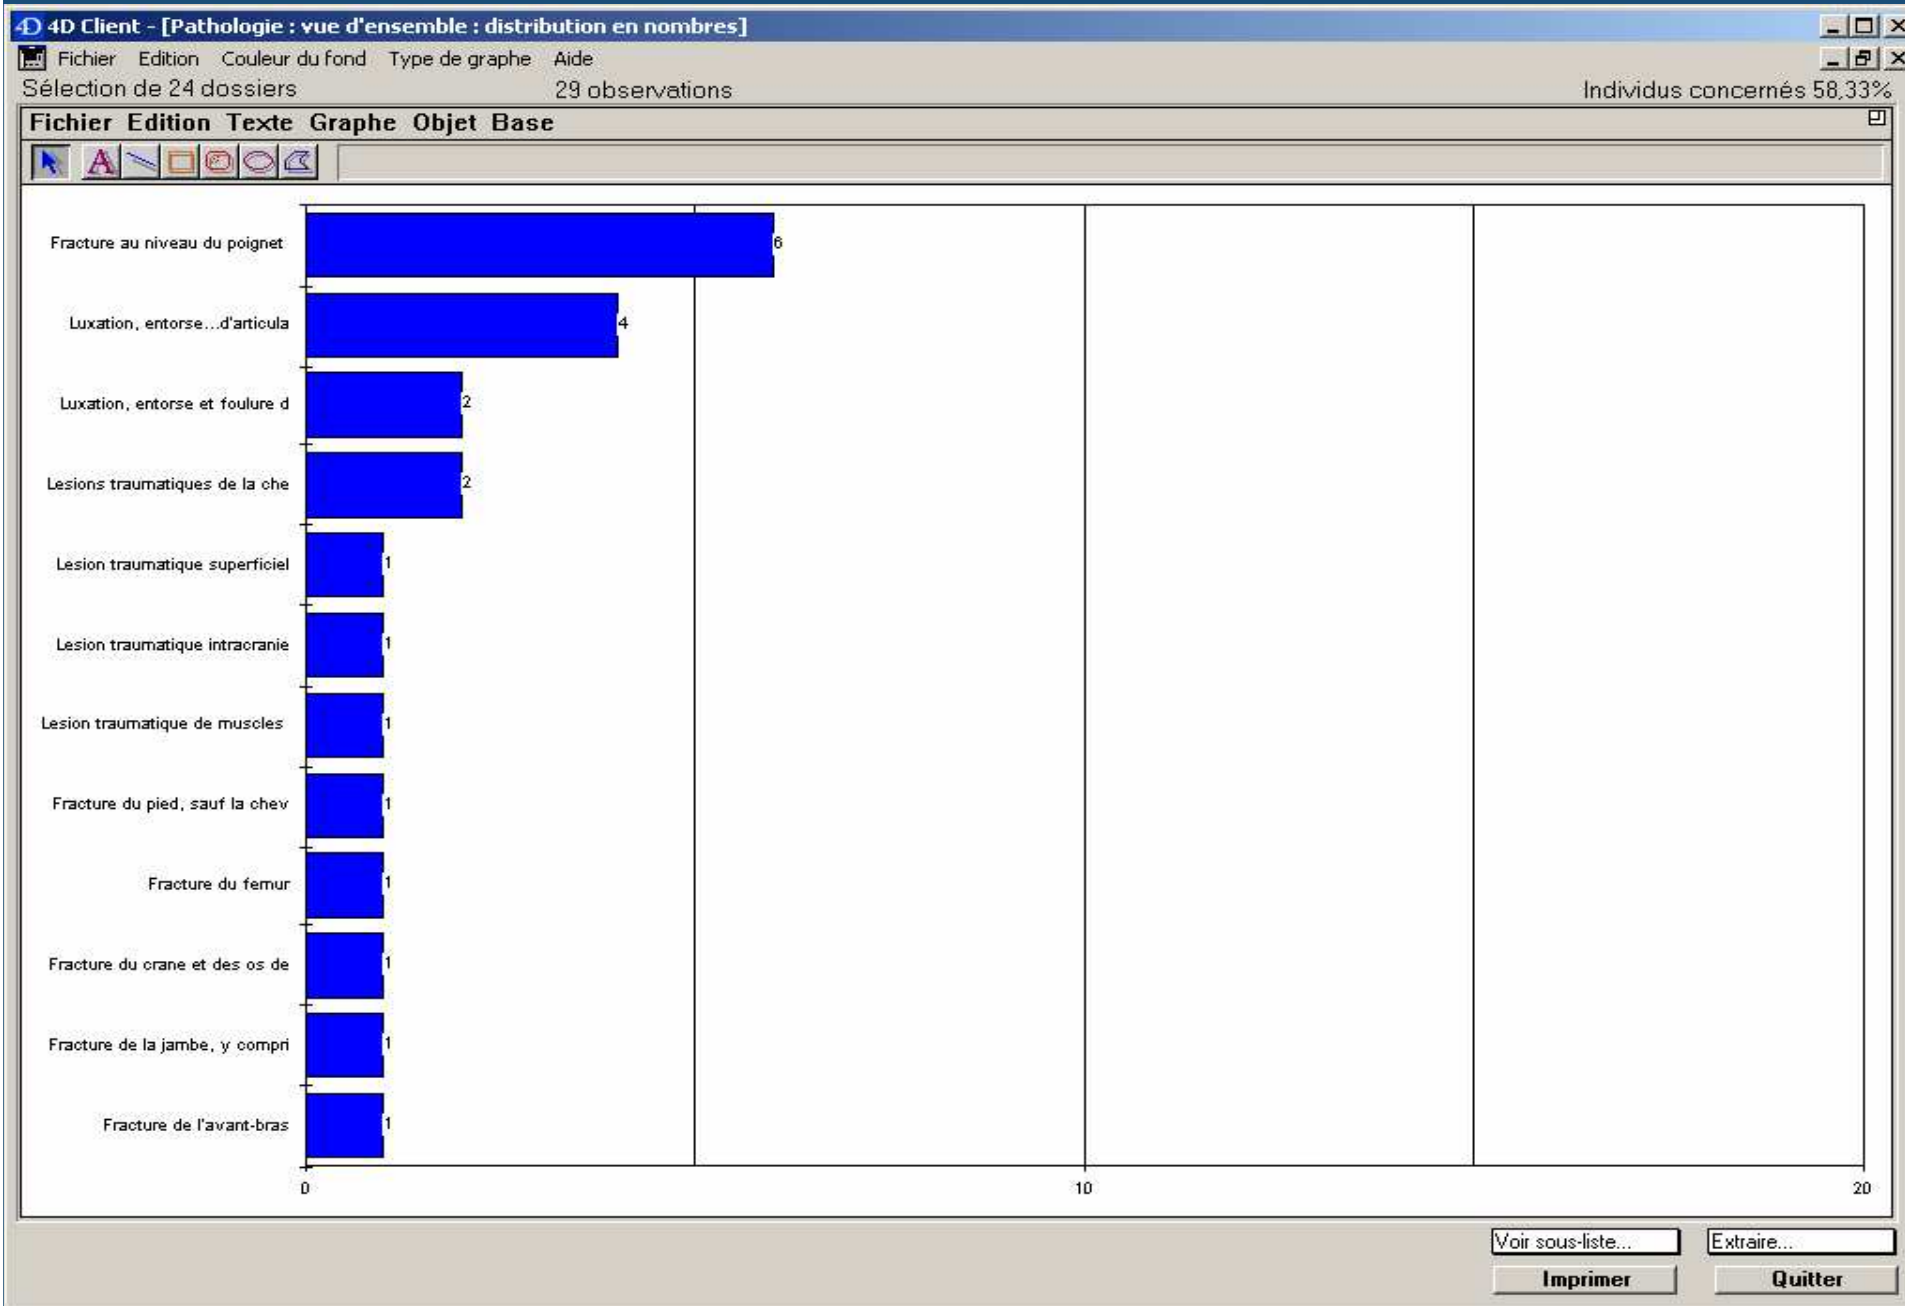 4D Client - [Pathologie : vue d'ensemble : distribution en nombres]
Fichier Edition Couleur du fond Type de graphe Aide
Sélection de 24 dossiers 29 observations Individus concernés 58,33%
Fichier Edition Texte Graphe Objet Base
A
Fracture au niveau du poignet 6
Luxation, entorse...d'articula 4
Luxation, entorse et foulure d 2
Lesions traumatiques de la che 2
Lesion traumatique superficiel 1
Lesion traumatique intracranie 1
Lesion traumatique de muscles 1
Fracture du pied, sauf la chev 1
Fracture du femur 1
Fracture du crane et des os de 1
Fracture de la jambe, y compri 1
Fracture de l'avant-bras 1
0 10 20
Voir sous-liste... Extraire...
Imprimer Quitter